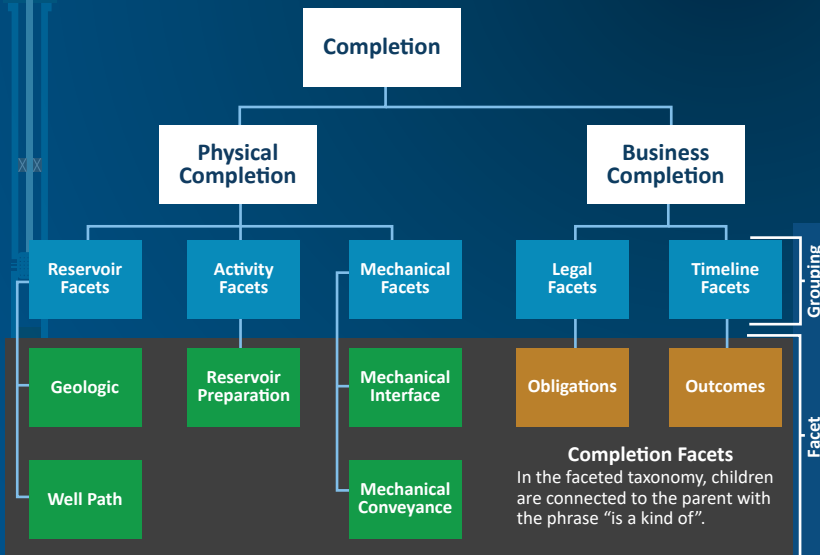 Completion
Physical
Completion
Business
Completion
Reservoir
Facets
Activity
Facets
Mechanical
Facets
Legal
Facets
Timeline
Facets
Grouping
Geologic
Reservoir
Preparation
Mechanical
Interface
Obligations
Outcomes
Facet
Well Path
Mechanical
Conveyance
Completion Facets
In the faceted taxonomy, children
are connected to the parent with
the phrase “is a kind of”.